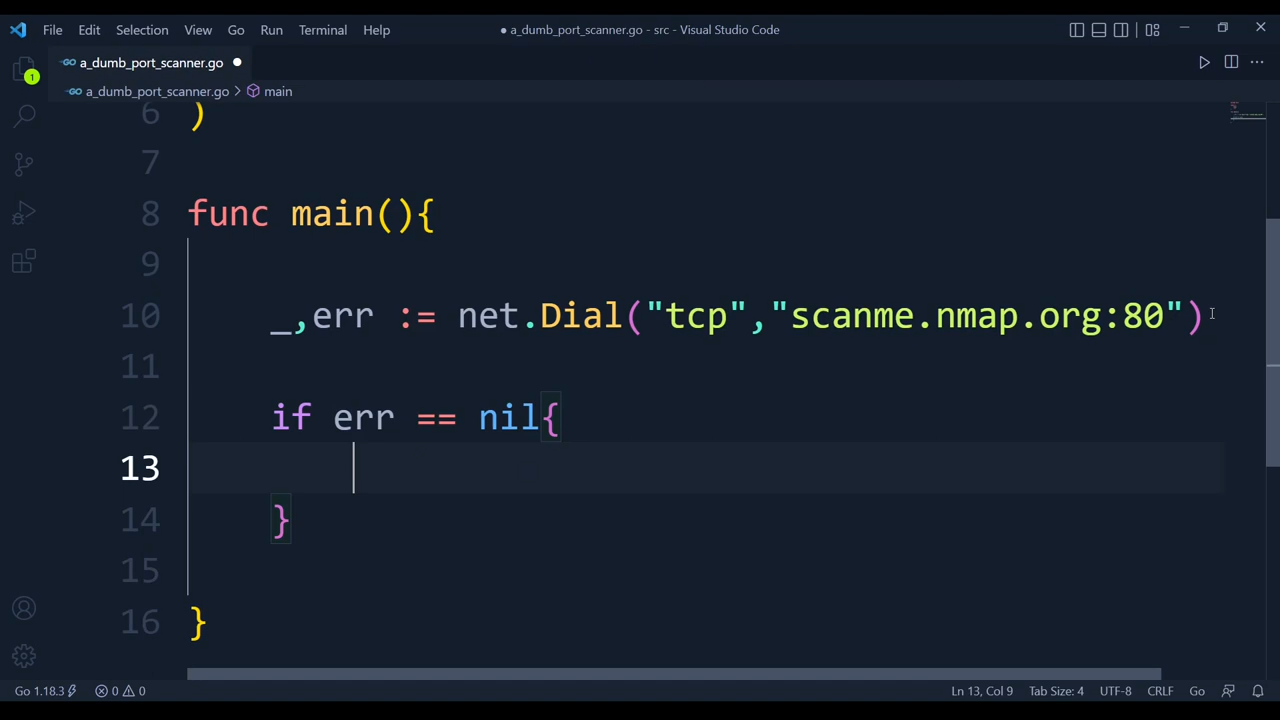 File Edit Selection View Go Run Terminal Help
● a_dumb_port_scanner.go - src - Visual Studio Code
a_dumb_port_scanner.go ●
a_dumb_port_scanner.go > main
1
6 )
7
8 func main(){
9
10 _,err := net.Dial("tcp","scanme.nmap.org:80")
11
12 if err == nil{
13
14 }
15
16 }
Go 1.18.3 0 0 Ln 13, Col 9 Tab Size: 4 UTF-8 CRLF Go